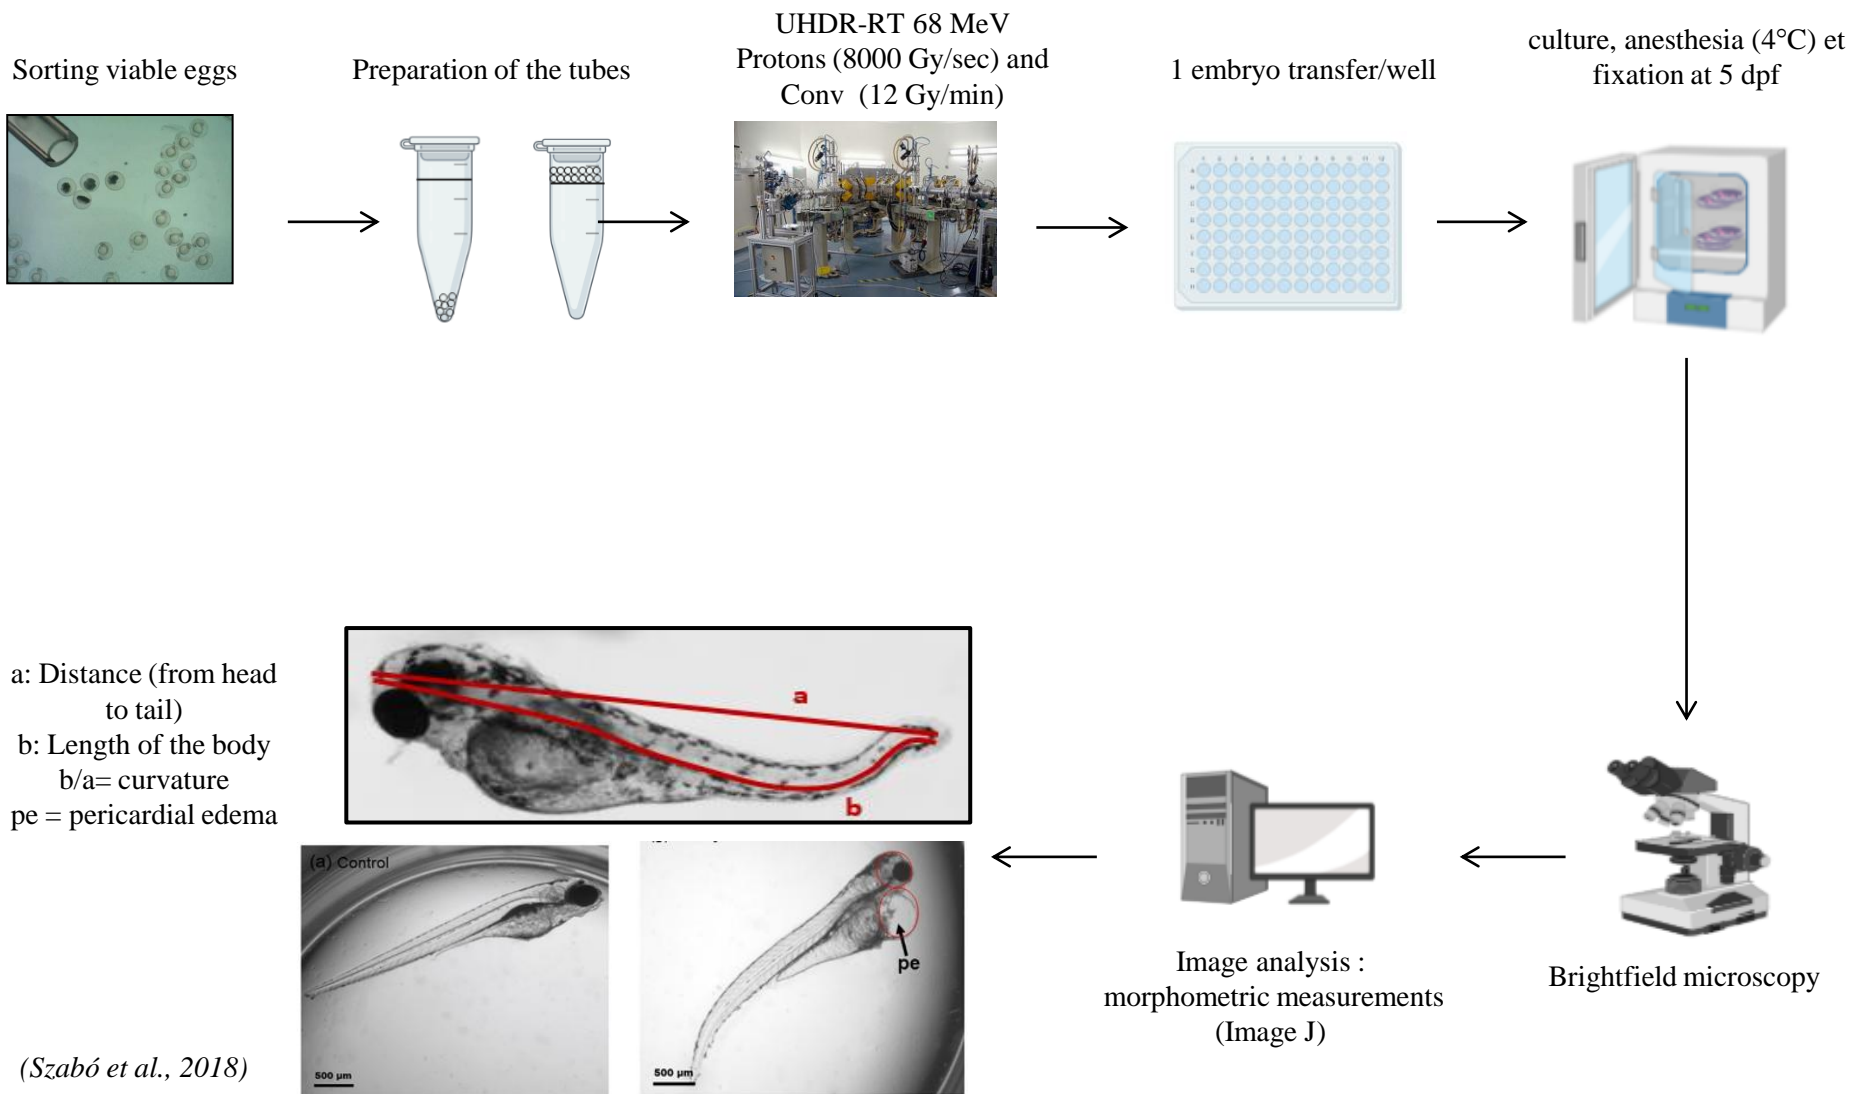 Sorting viable eggs
Preparation of the tubes
UHDR-RT 68 MeV
Protons (8000 Gy/sec) and
Conv (12 Gy/min)
1 embryo transfer/well
culture, anesthesia (4°C) et
fixation at 5 dpf
a: Distance (from head
to tail)
b: Length of the body
b/a= curvature
pe = pericardial edema
a
b
(a) Control
500 µm
pe
500 µm
Image analysis :
morphometric measurements
(Image J)
Brightfield microscopy
(Szabó et al., 2018)